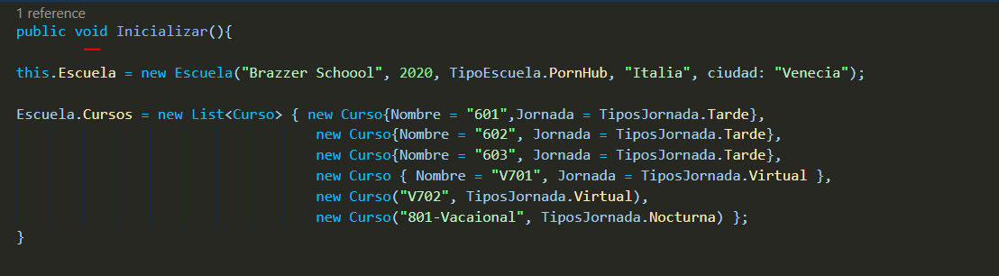 1 reference
public void Inicializar(){
this.Escuela = new Escuela("Brazzer Schoool", 2020, TipoEscuela.PornHub, "Italia", ciudad: "Venecia");
Escuela.Cursos = new List<Curso> { new Curso{Nombre = "601",Jornada = TiposJornada.Tarde},
new Curso{Nombre = "602", Jornada = TiposJornada.Tarde},
new Curso{Nombre = "603", Jornada = TiposJornada.Tarde},
new Curso { Nombre = "V701", Jornada = TiposJornada.Virtual },
new Curso("V702", TiposJornada.Virtual),
new Curso("801-Vacaional", TiposJornada.Nocturna) };
}